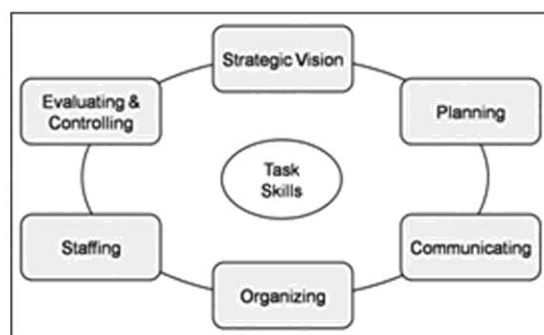 Strategic Vision
Evaluating &
Controlling
Planning
Task
Skills
Staffing
Communicating
Organizing